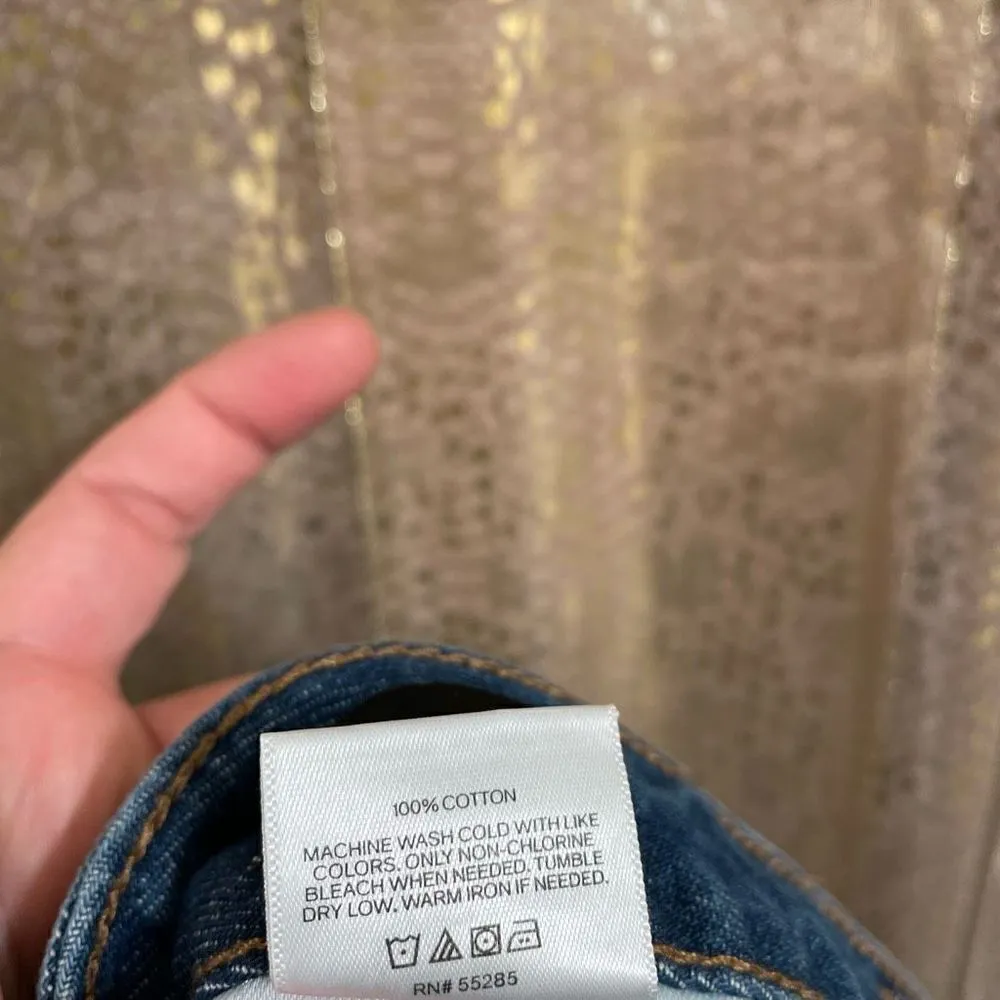 100% COTTON
MACHINE WASH COLD WITH LIKE
COLORS. ONLY NON-CHLORINE
BLEACH WHEN NEEDED. TUMBLE
DRY LOW. WARM IRON IF NEEDED.
RN# 55285